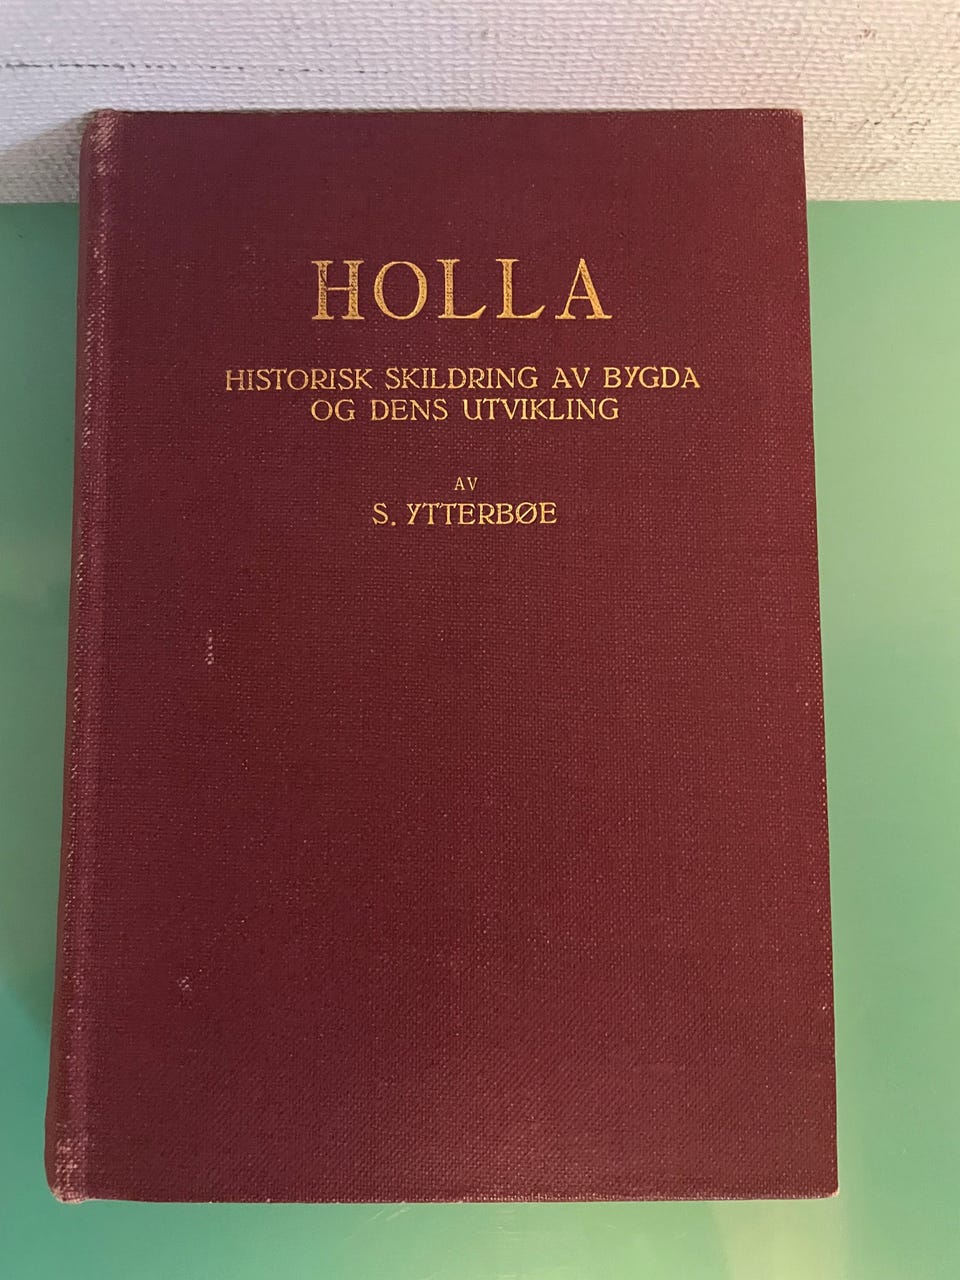 HOLLA
HISTORISK SKILDRING AV BYGDA
OG DENS UTVIKLING
AV
S. YTTERBØE